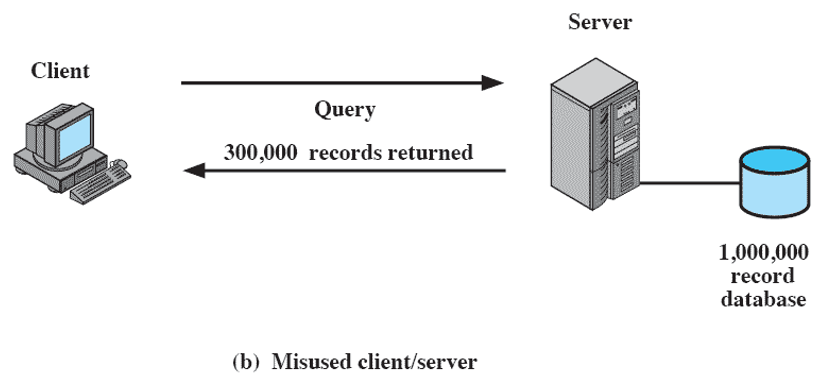 Server
Client
Query
300,000 records returned
1,000,000
record
database
(b) Misused client/server